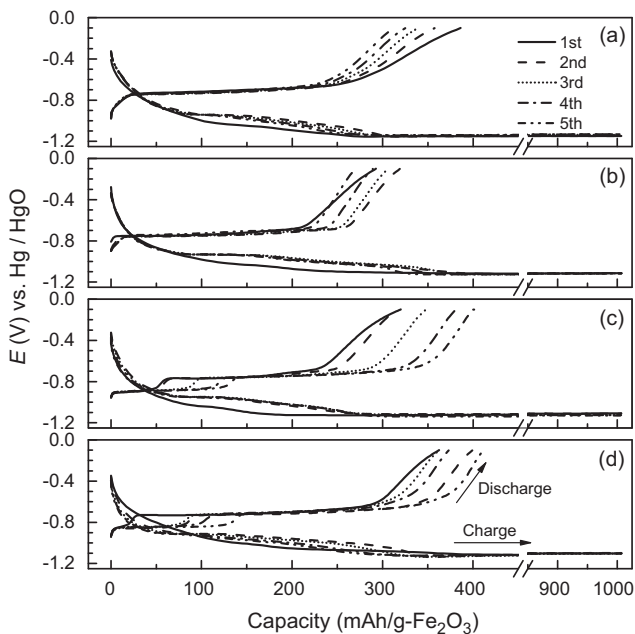 0.0
-0.4
-0.8
-1.2
(a)
1st
2nd
3rd
4th
5th
0.0
-0.4
-0.8
-1.2
(b)
0.0
-0.4
-0.8
-1.2
(c)
0.0
-0.4
-0.8
-1.2
(d)
Discharge
Charge
E (V) vs. Hg / HgO
0 100 200 300 400 900 1000
Capacity (mAh/g-Fe₂O₃)